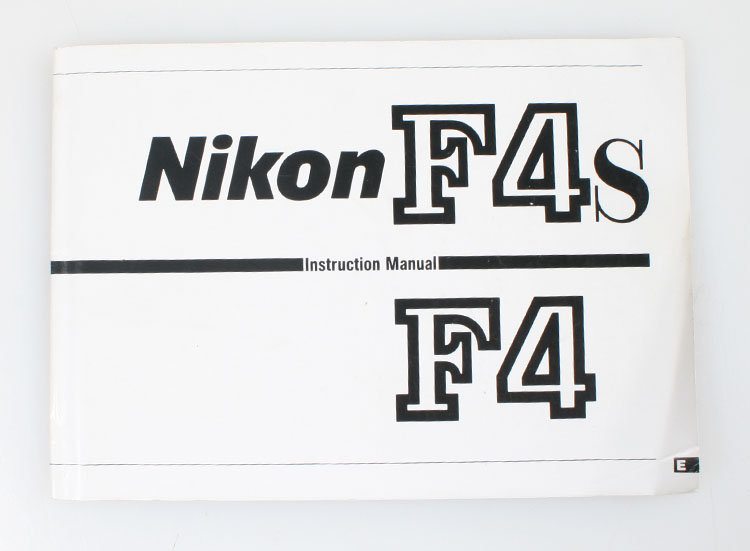 Nikon F4s
Instruction Manual
F4
E